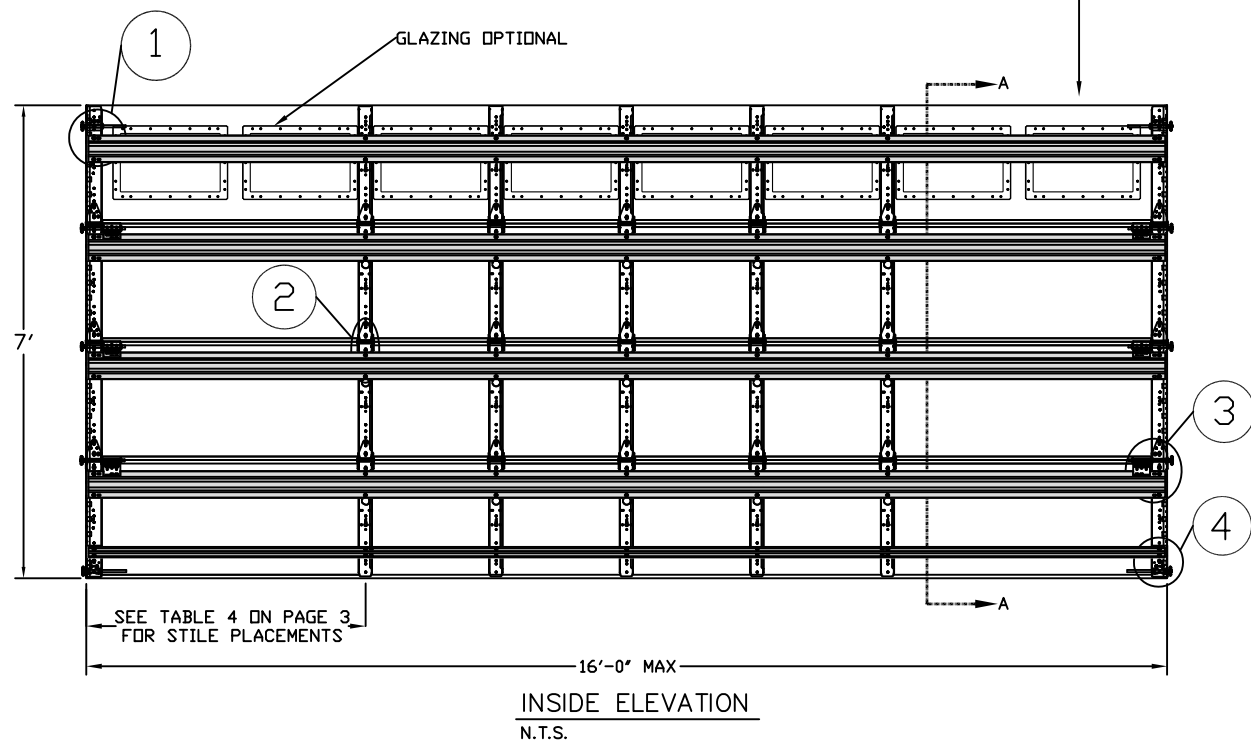 1
GLAZING OPTIONAL
A
2
7'
3
4
A
SEE TABLE 4 ON PAGE 3
FOR STILE PLACEMENTS
16'-0" MAX
INSIDE ELEVATION
N.T.S.